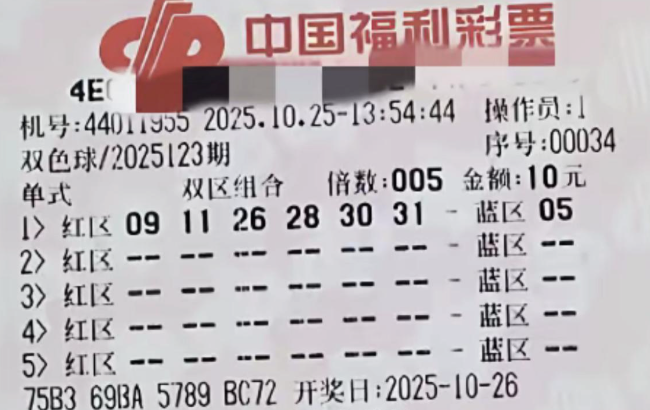 中国福利彩票
4E
机号:44011955 2025.10.25-13:54:44 操作员:1
双色球/2025123期 序号:00034
单式 双区组合 倍数:005 金额:10元
1> 红区 09 11 26 28 30 31 - 蓝区 05
2> 红区 -- -- -- -- -- -- - 蓝区 --
3> 红区 -- -- -- -- -- -- - 蓝区 --
4> 红区 -- -- -- -- -- -- - 蓝区 --
5> 红区 -- -- -- -- -- -- - 蓝区 --
75B3 69BA 5789 BC72 开奖日:2025-10-26